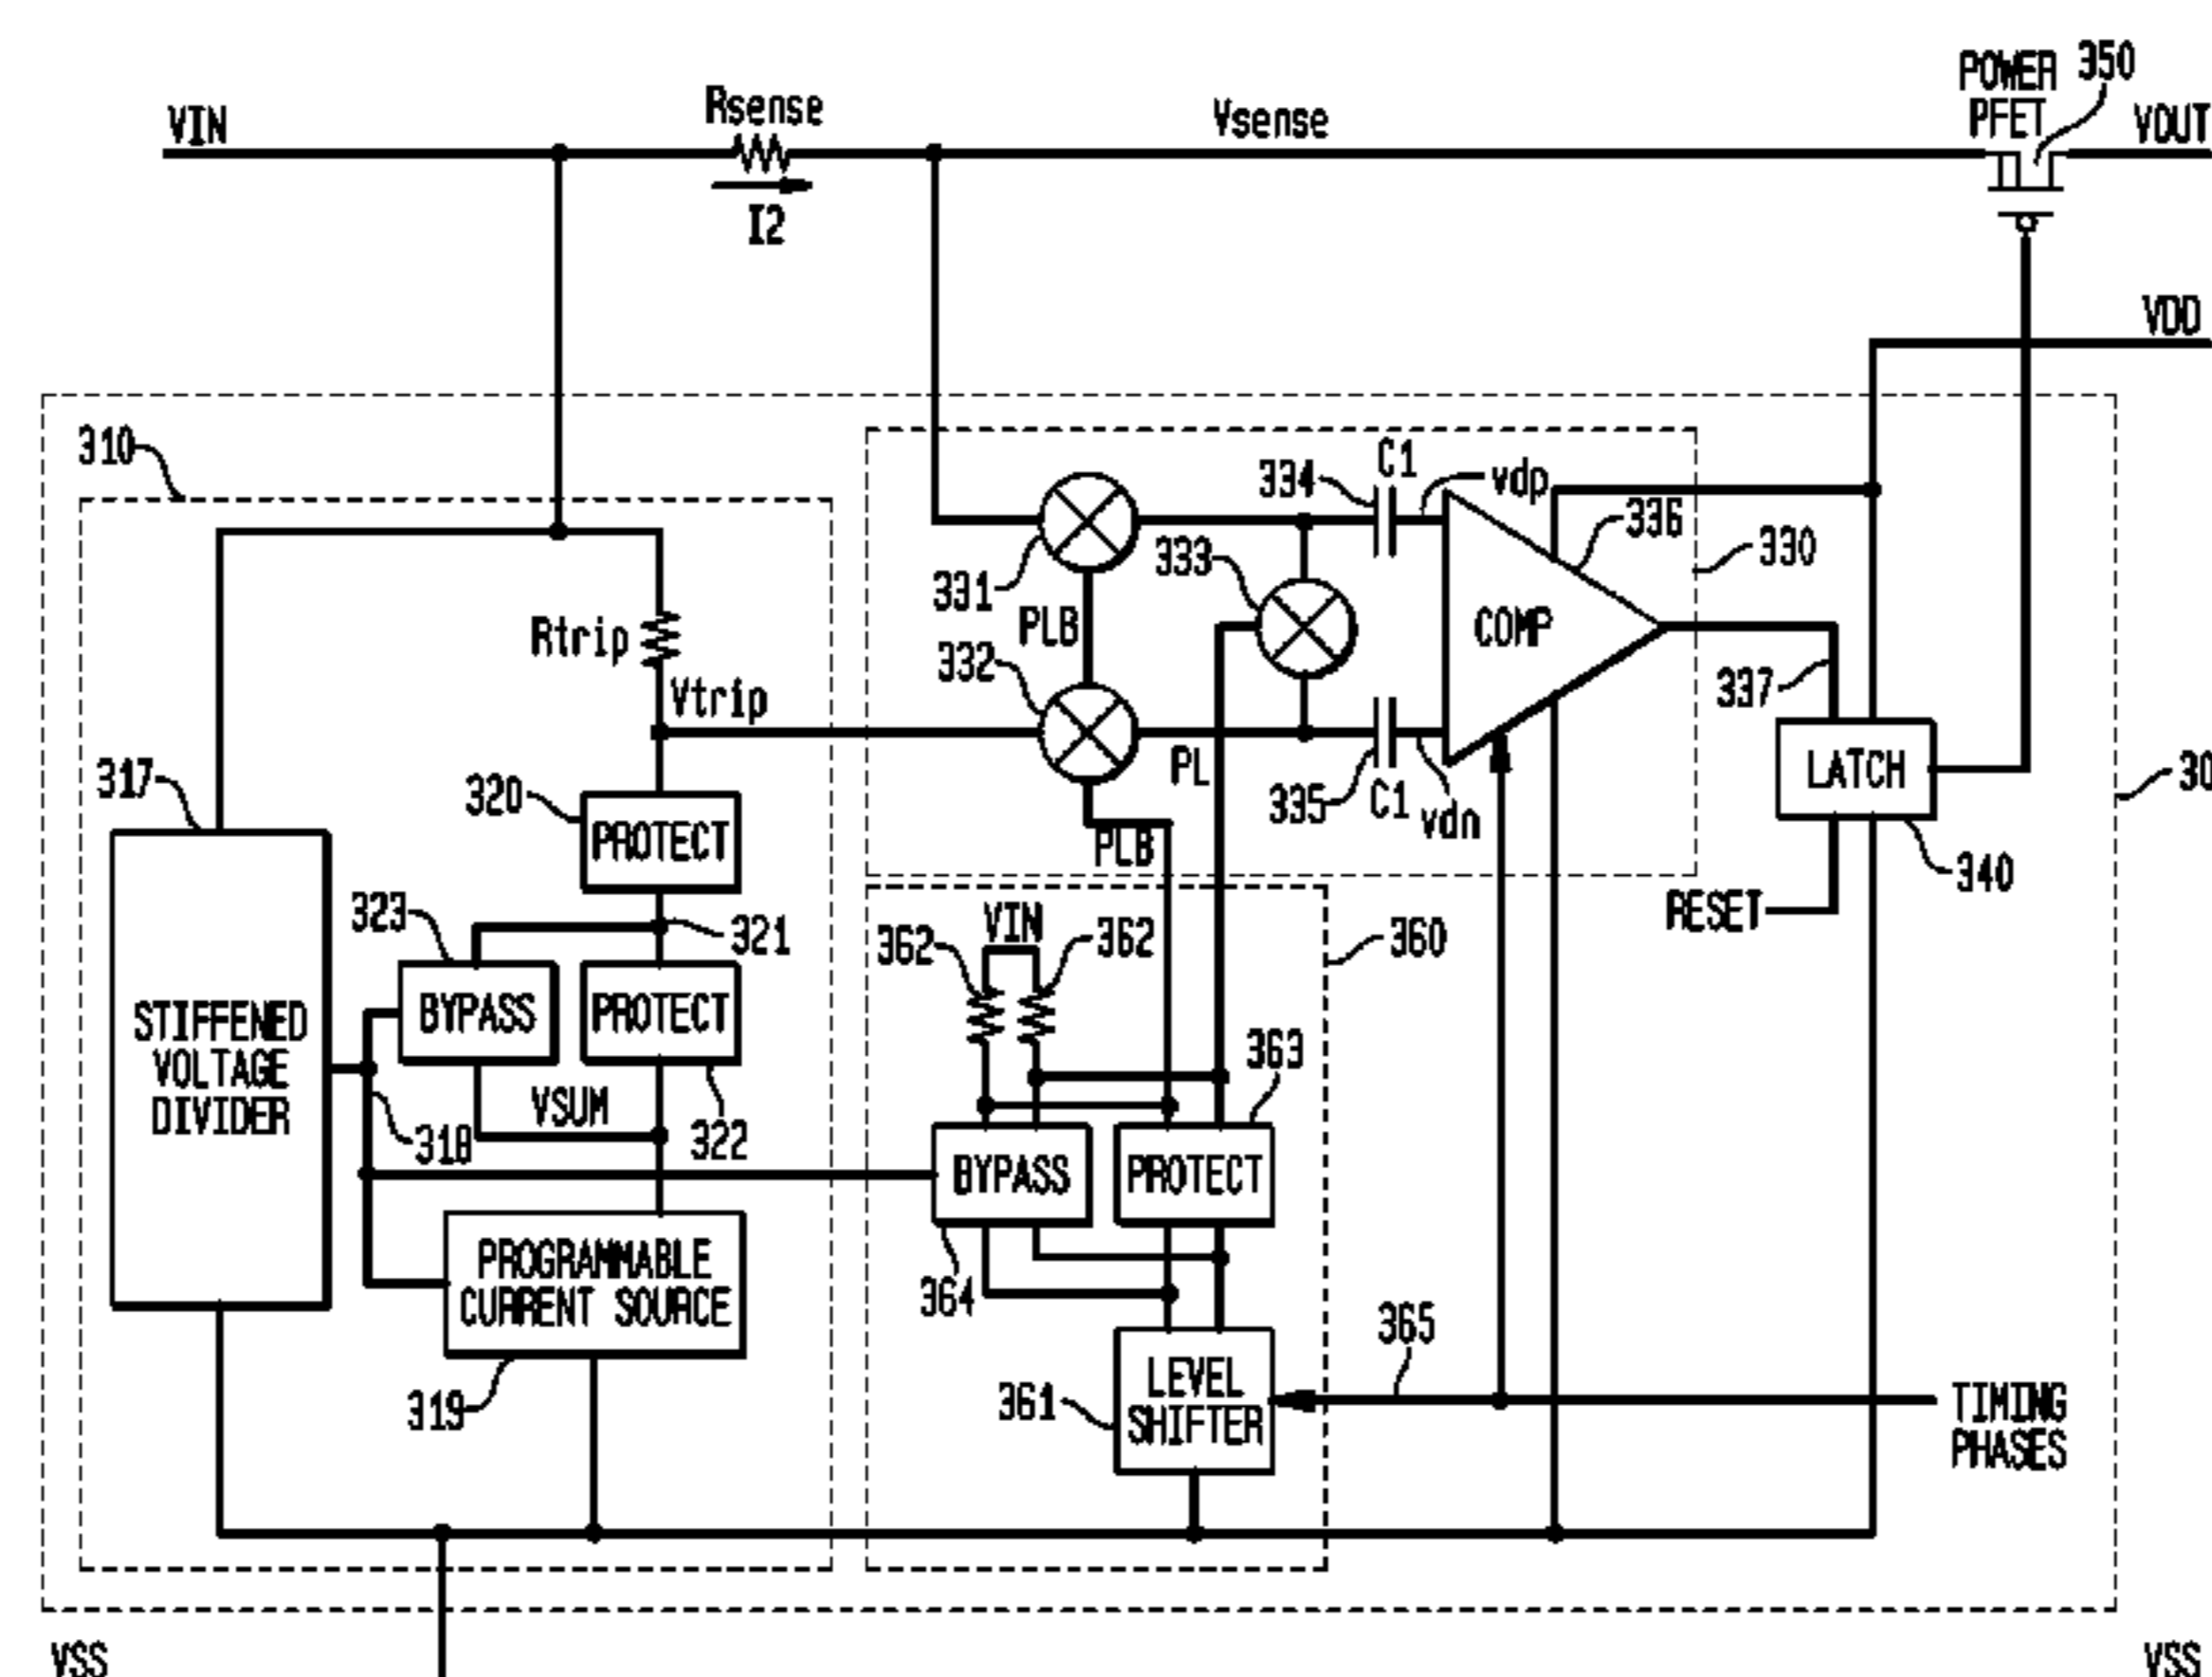 POWER 350
PFET
VIN
Rsense
Vsense
VOUT
I2
VDD
310
334
C1
vdp
336
330
331
333
COMP
Rtrip
PLB
332
337
Vtrip
PL
LATCH
317
320
335
C1
vdn
PROTECT
PLB
340
323
321
362
VIN
362
360
RESET
STIFFENED
VOLTAGE
DIVIDER
BYPASS
PROTECT
363
VSUM
318
322
BYPASS
PROTECT
PROGRAMMABLE
CURRENT SOURCE
364
365
319
361
LEVEL
SHIFTER
TIMING
PHASES
VSS
VSS